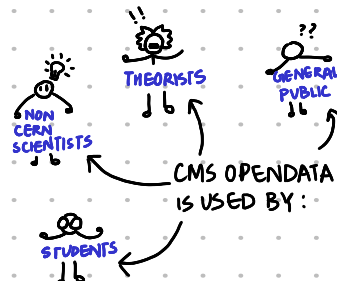 !!
??
THEORISTS
GENERAL
PUBLIC
NON
CERN
SCIENTISTS
CMS OPENDATA
IS USED BY:
STUDENTS